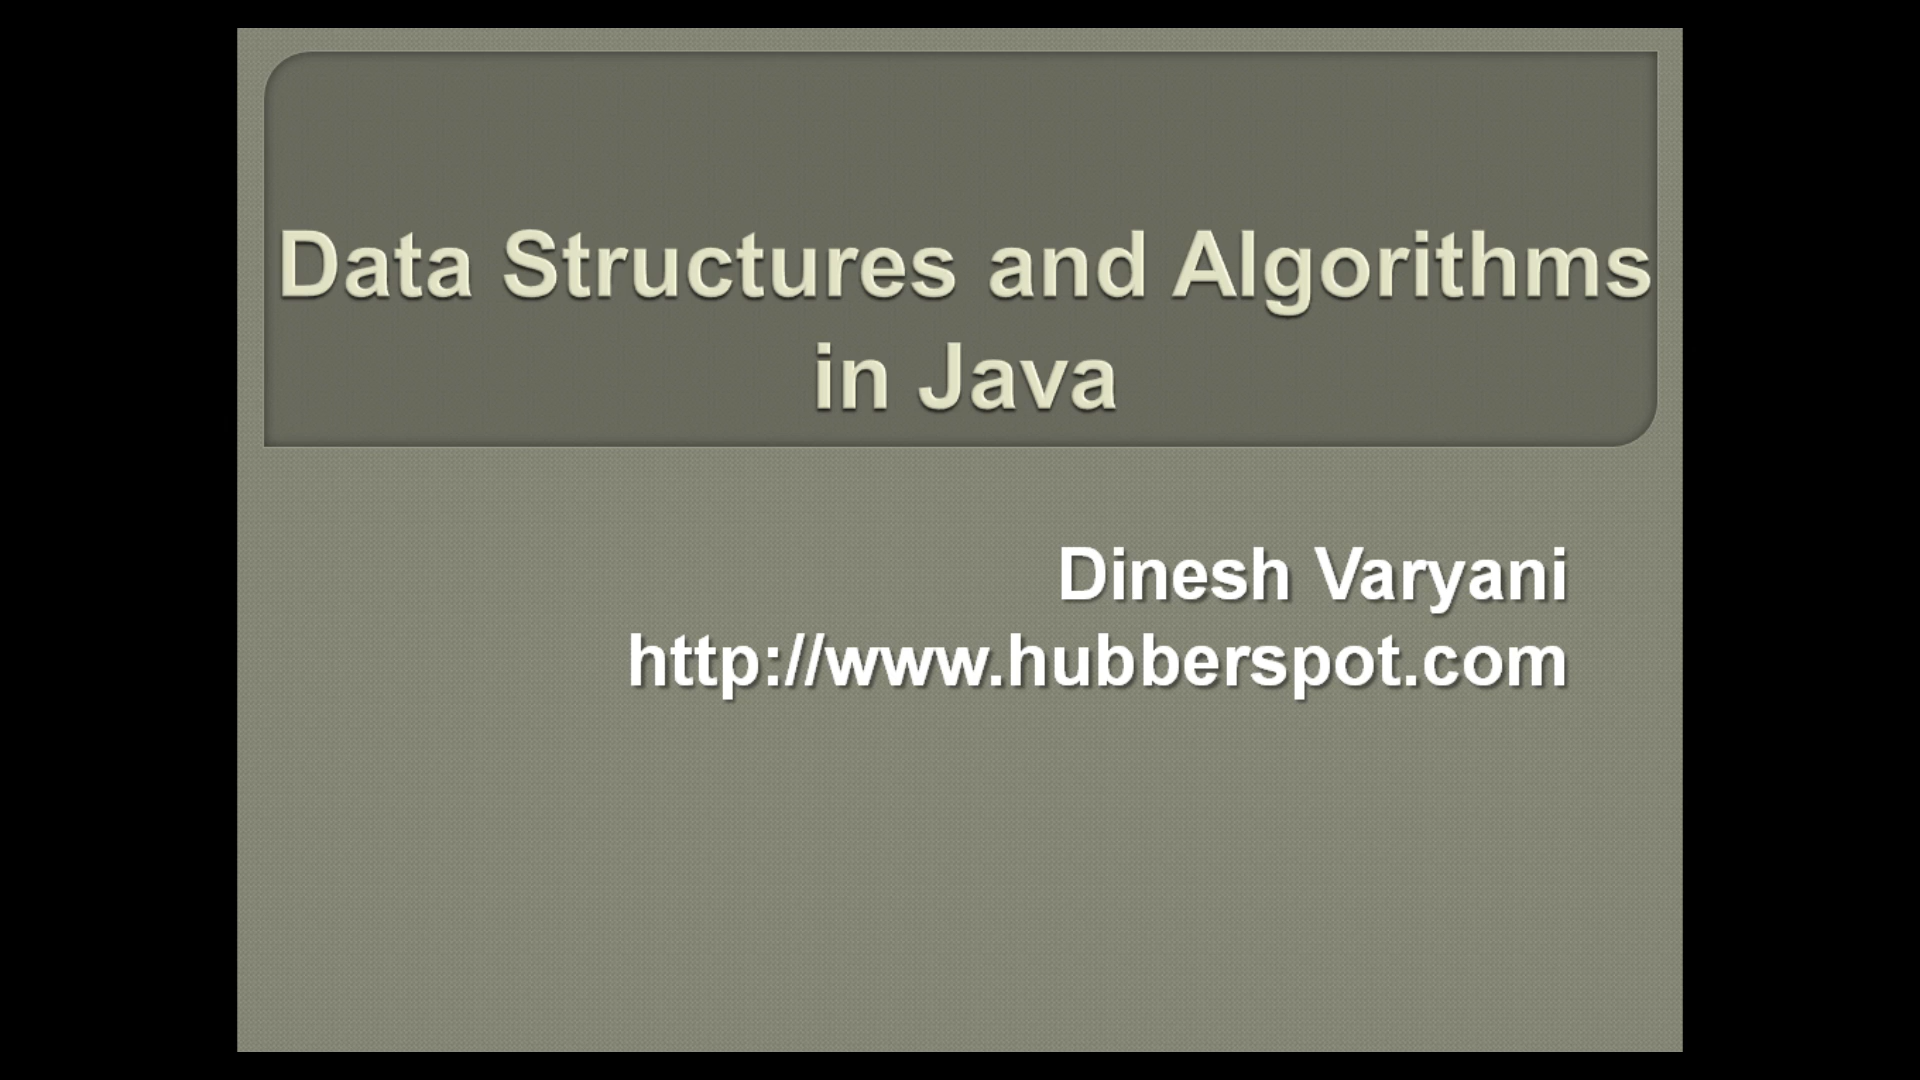 Data Structures and Algorithms
in Java
Dinesh Varyani
http://www.hubberspot.com